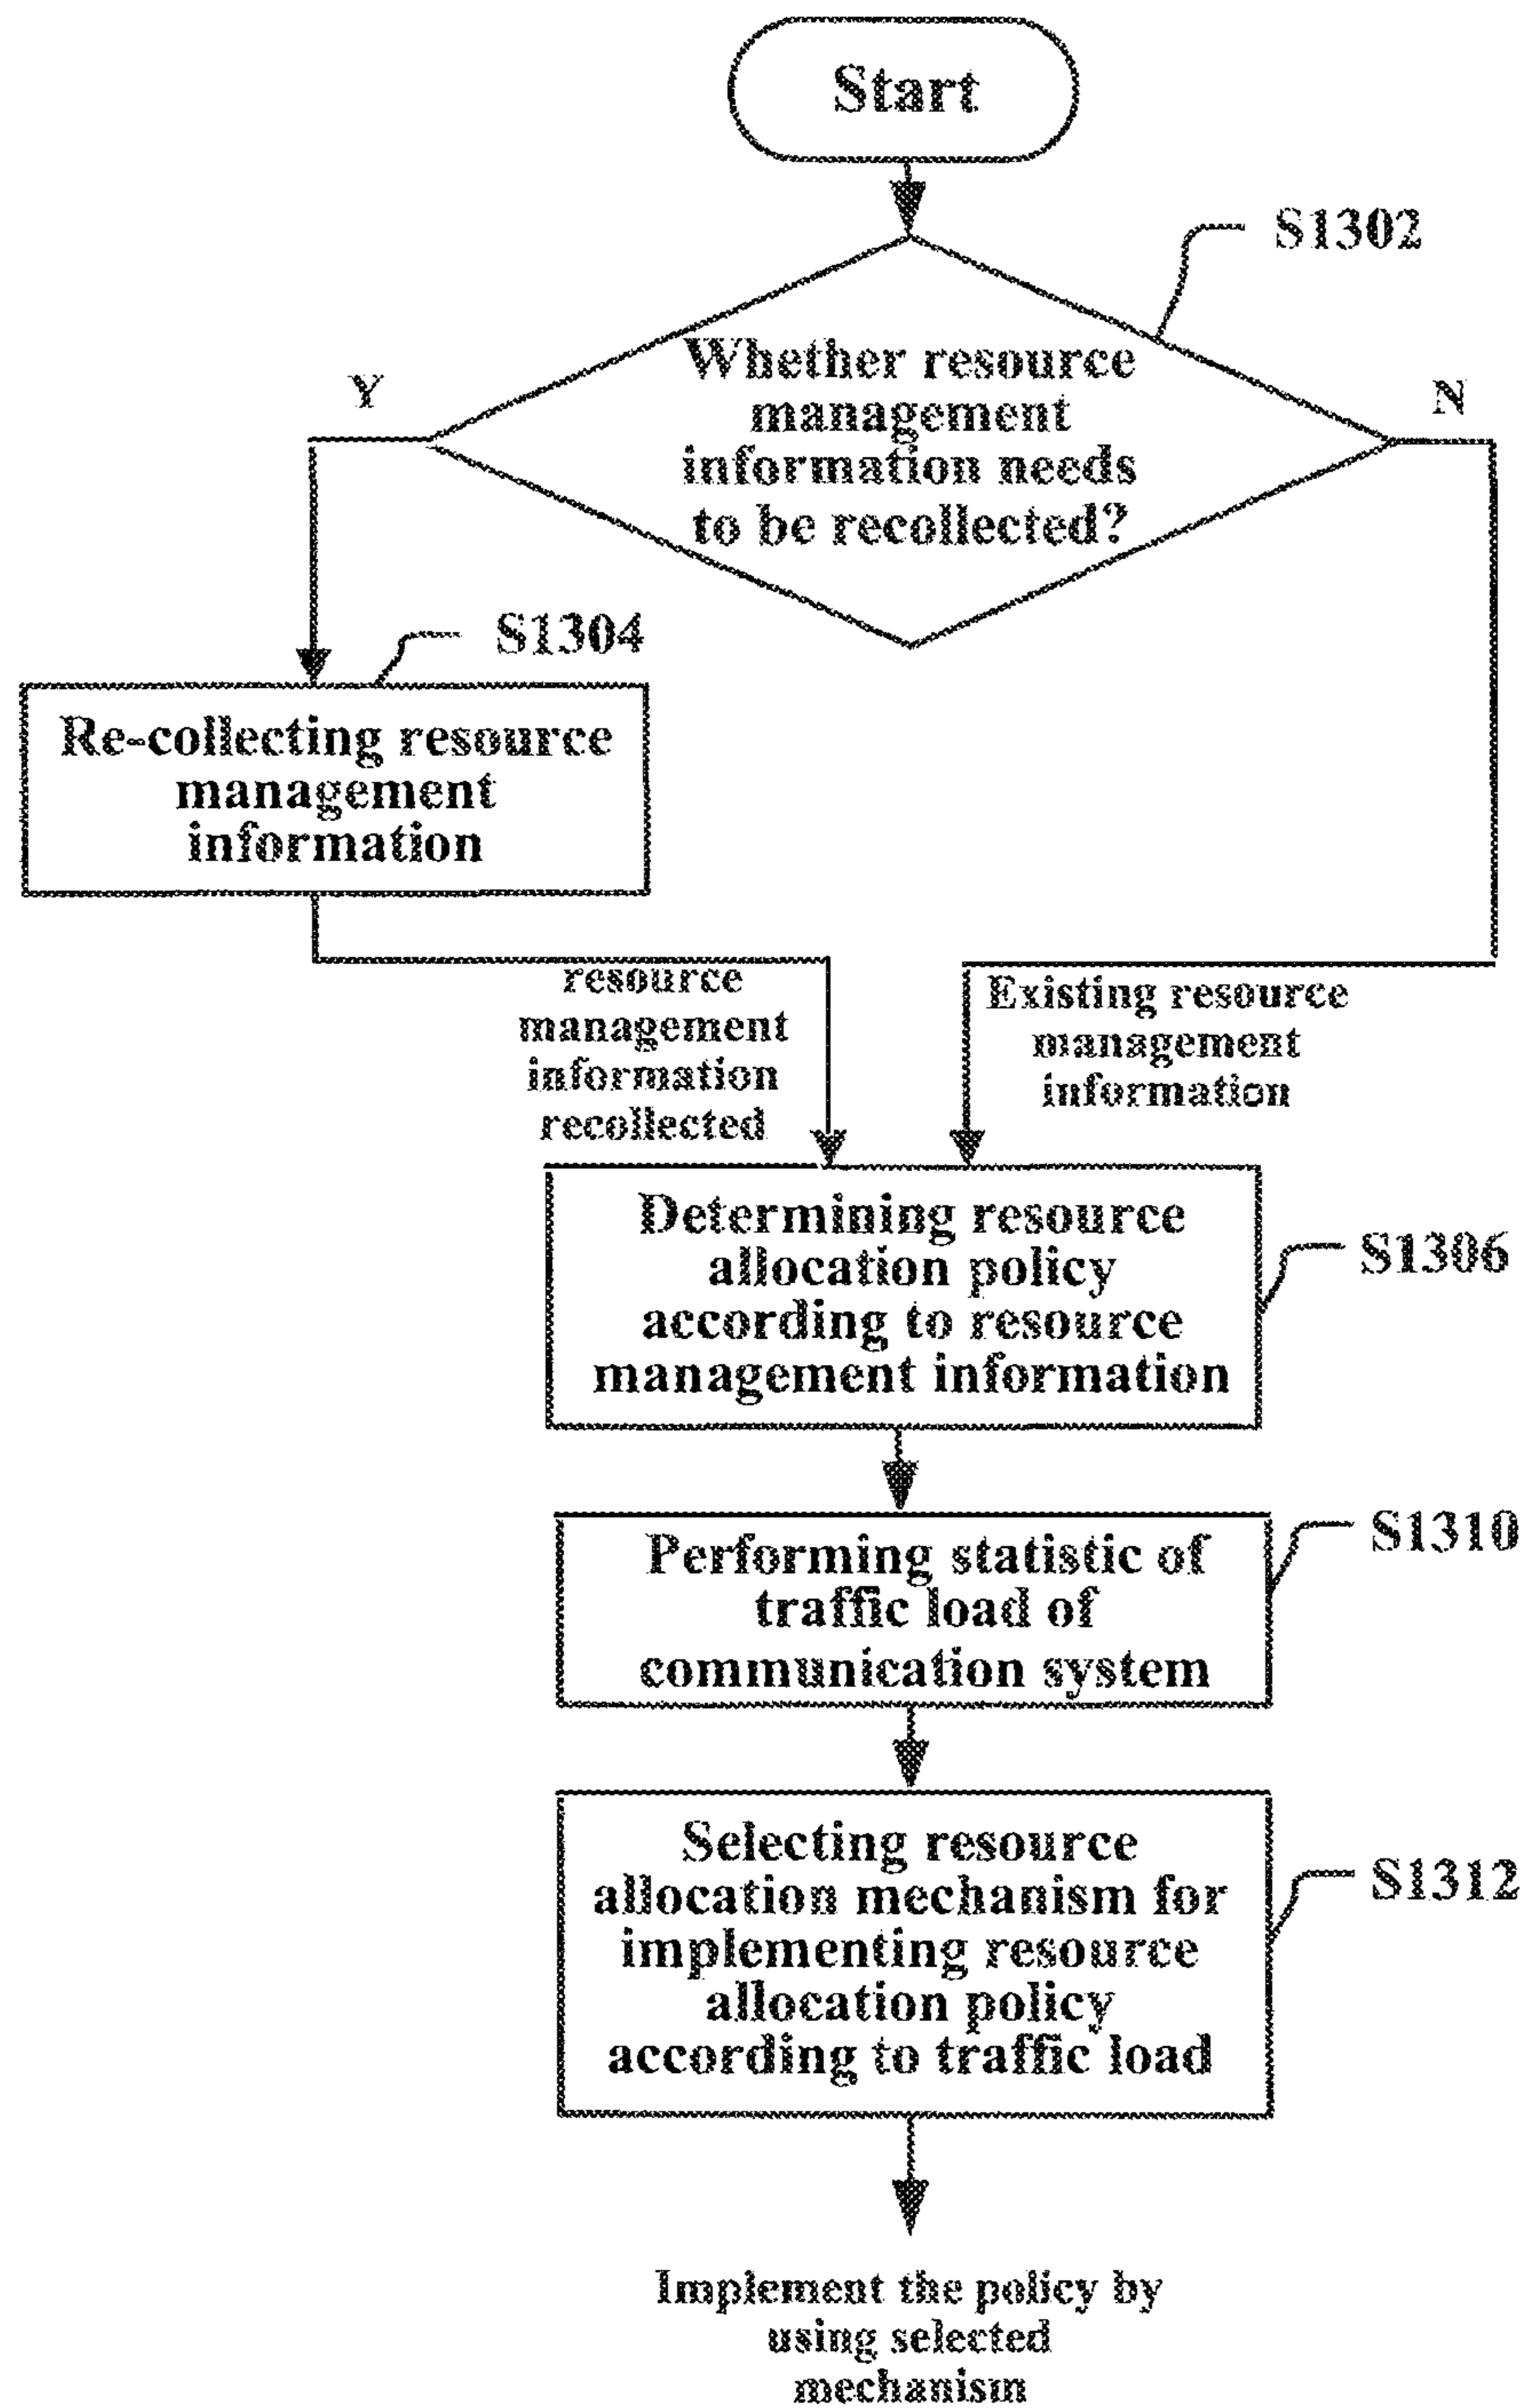 Start
S1302
Whether resource
management
information needs
to be recollected?
Y
N
S1304
Re-collecting resource
management
information
resource
management
information
recollected
Existing resource
management
information
Determining resource
allocation policy
according to resource
management information
S1306
Performing statistic of
traffic load of
communication system
S1310
Selecting resource
allocation mechanism for
implementing resource
allocation policy
according to traffic load
S1312
Implement the policy by
using selected
mechanism